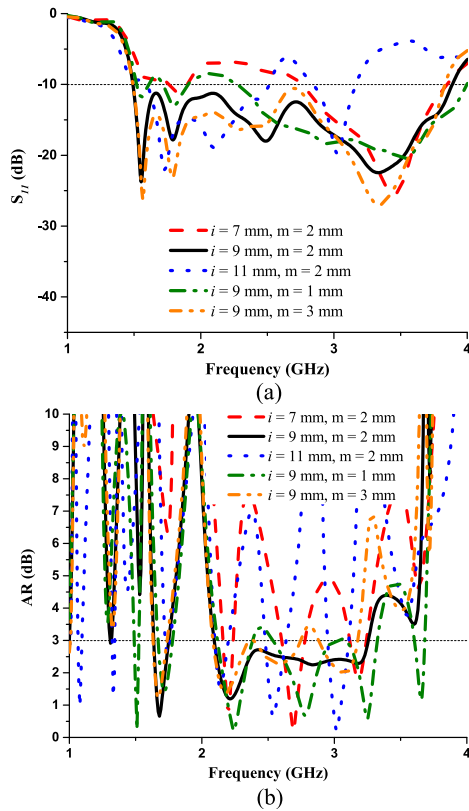 0
-10
-20
-30
-40
S11 (dB)
i = 7 mm, m = 2 mm
i = 9 mm, m = 2 mm
i = 11 mm, m = 2 mm
i = 9 mm, m = 1 mm
i = 9 mm, m = 3 mm
1 2 3 4
Frequency (GHz)
(a)
10
9
8
7
6
5
4
3
2
1
0
AR (dB)
i = 7 mm, m = 2 mm
i = 9 mm, m = 2 mm
i = 11 mm, m = 2 mm
i = 9 mm, m = 1 mm
i = 9 mm, m = 3 mm
1 2 3 4
Frequency (GHz)
(b)